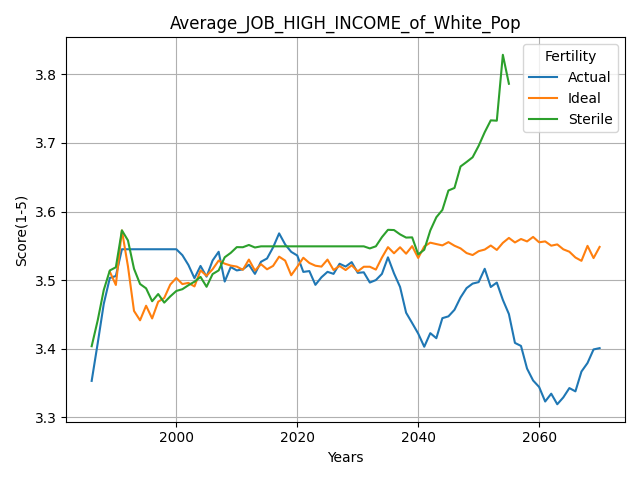 Average_JOB_HIGH_INCOME_of_White_Pop
Fertility
Actual
Ideal
Sterile
Score(1-5)
3.8
3.7
3.6
3.5
3.4
3.3
2000
2020
2040
2060
Years